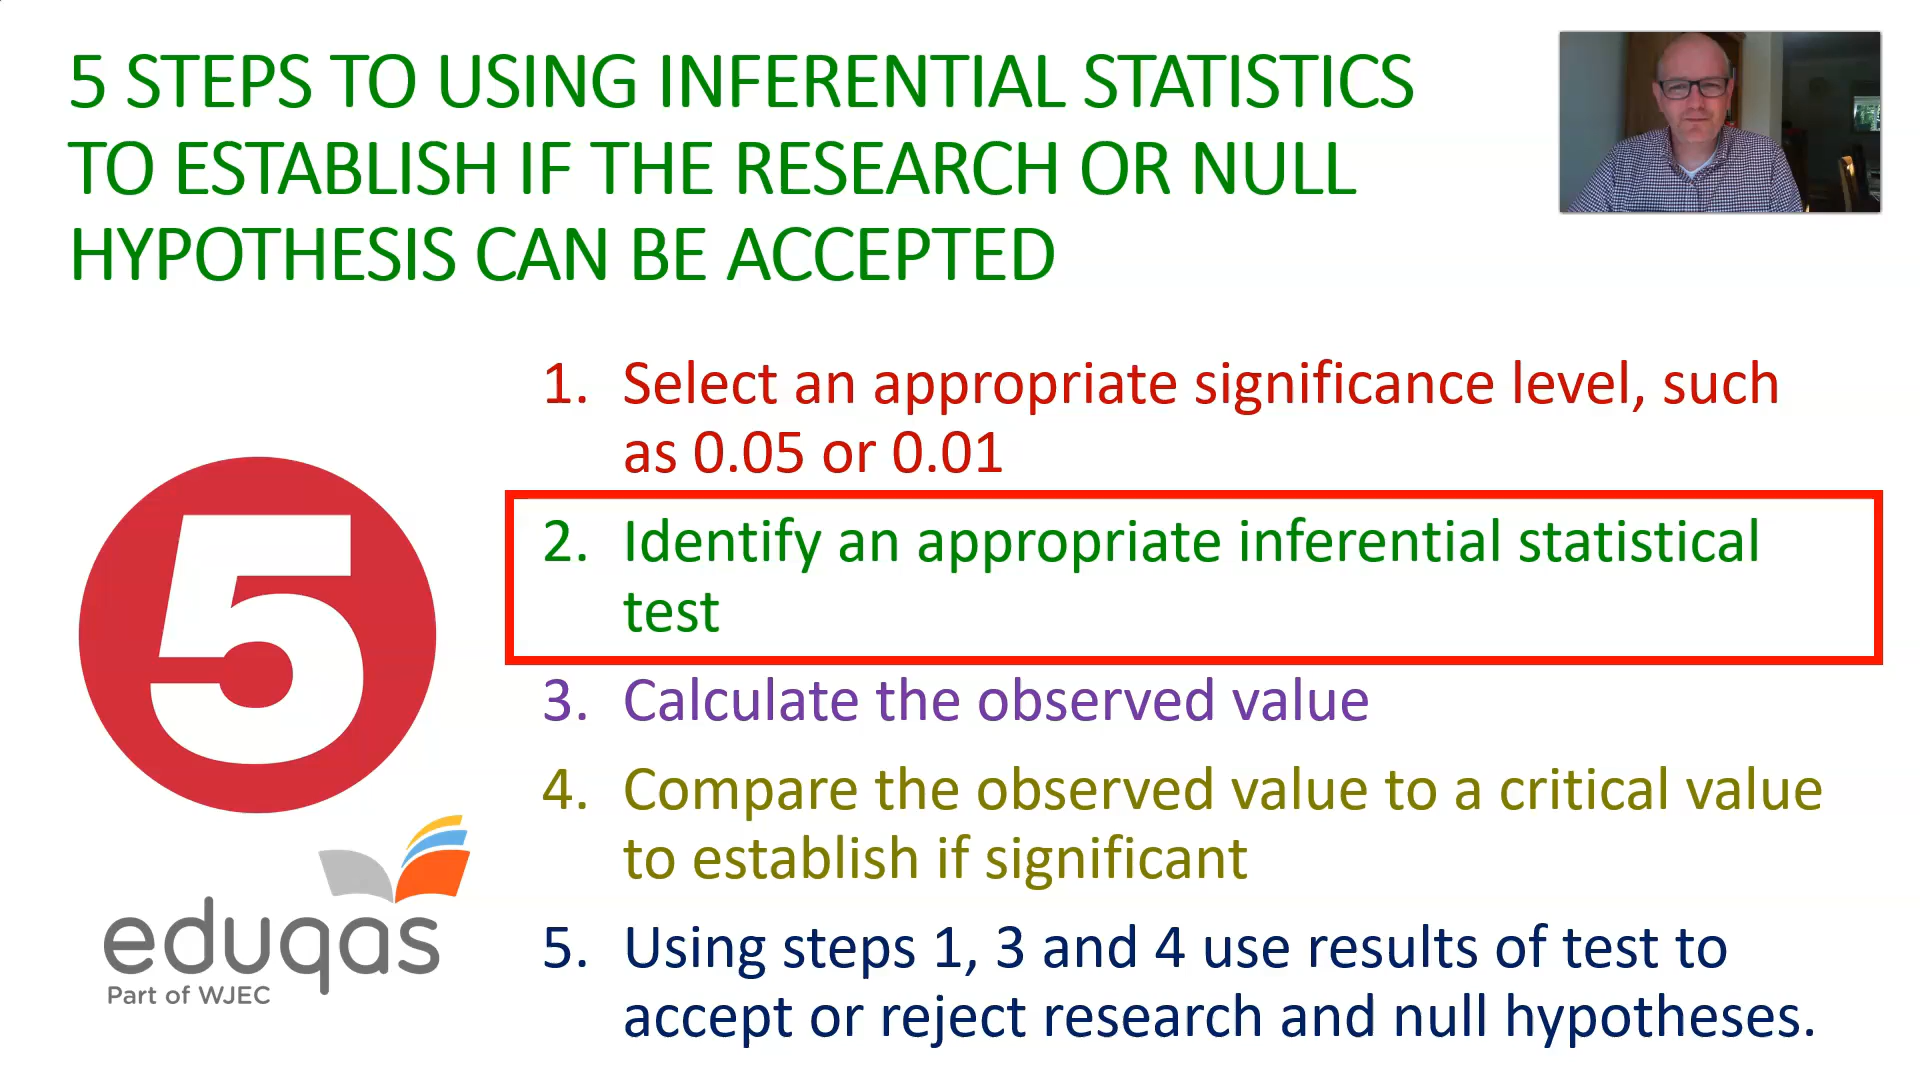 5 STEPS TO USING INFERENTIAL STATISTICS
TO ESTABLISH IF THE RESEARCH OR NULL
HYPOTHESIS CAN BE ACCEPTED
1. Select an appropriate significance level, such
as 0.05 or 0.01
2. Identify an appropriate inferential statistical
test
3. Calculate the observed value
4. Compare the observed value to a critical value
to establish if significant
5. Using steps 1, 3 and 4 use results of test to
accept or reject research and null hypotheses.
5
eduqas
Part of WJEC